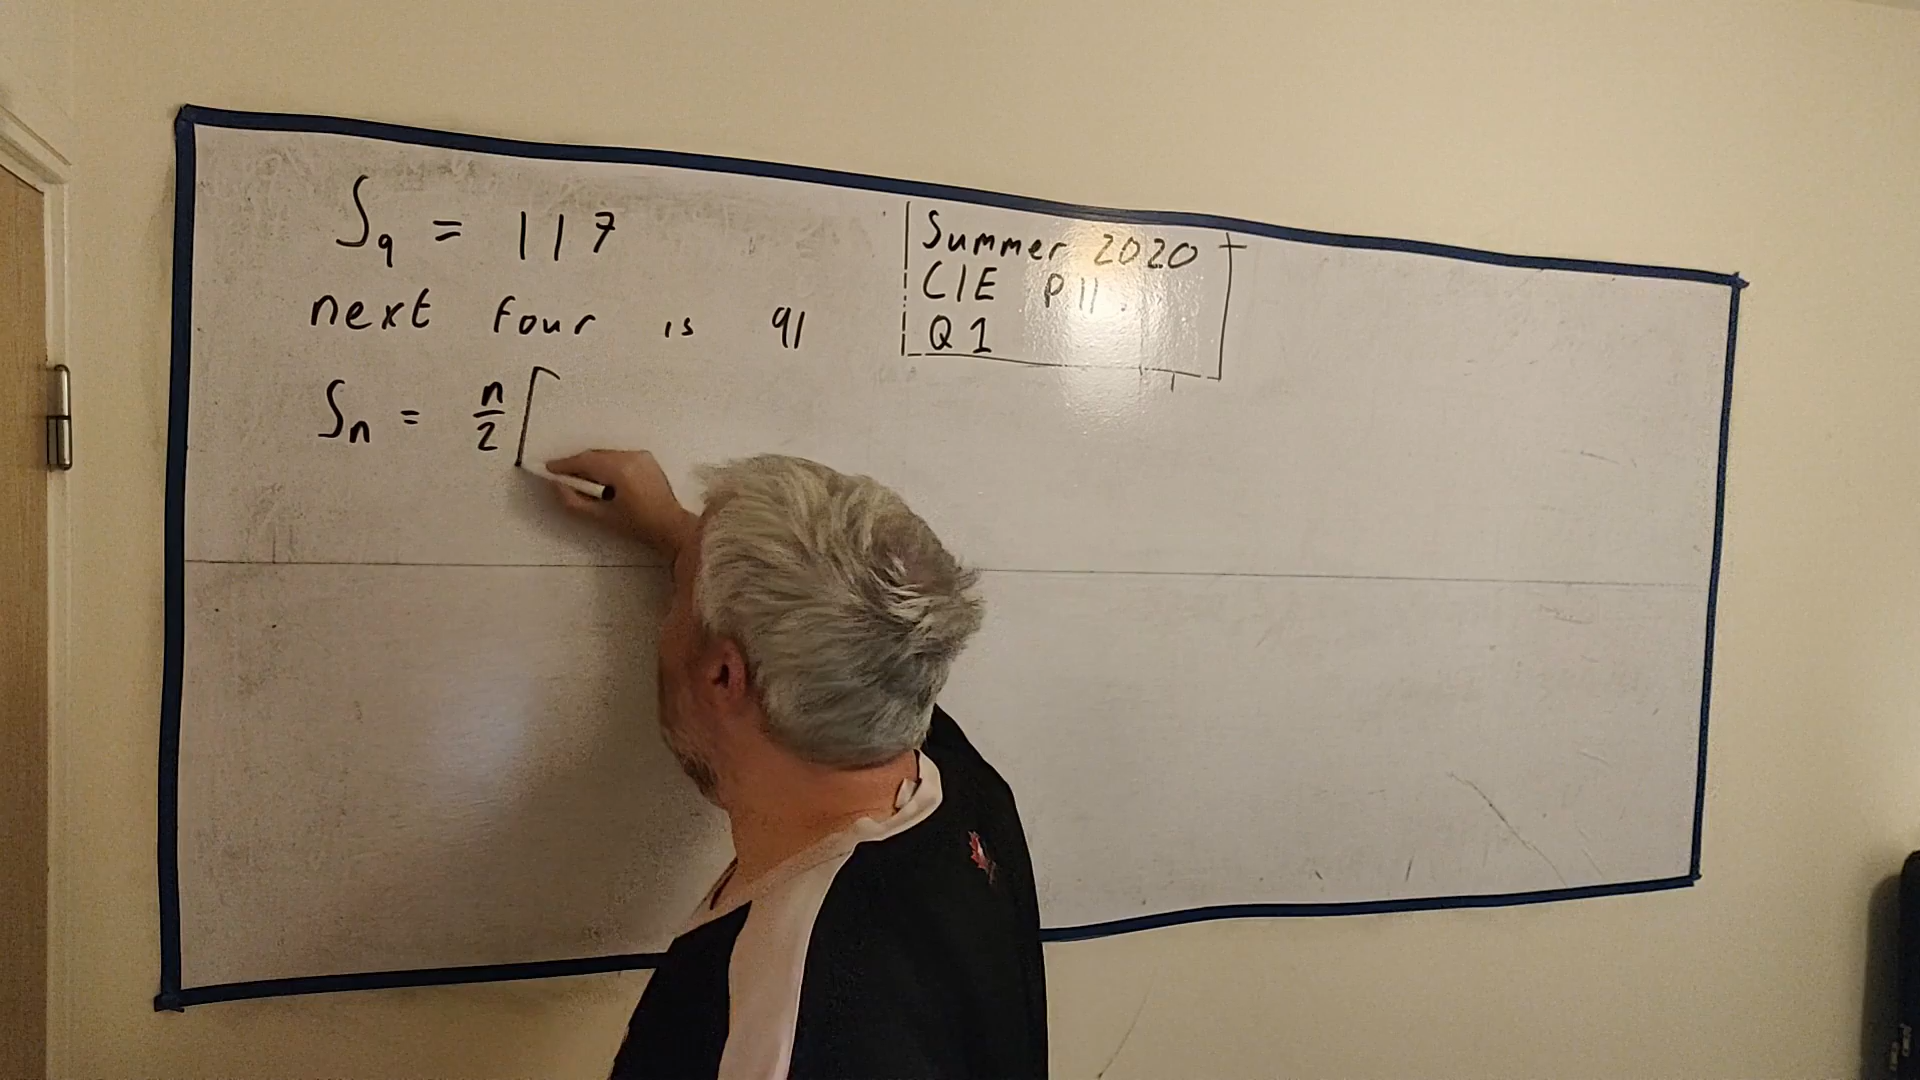 S9 = 117
next four is 91
Sn = n/2 [
Summer 2020
CIE P11.
Q1